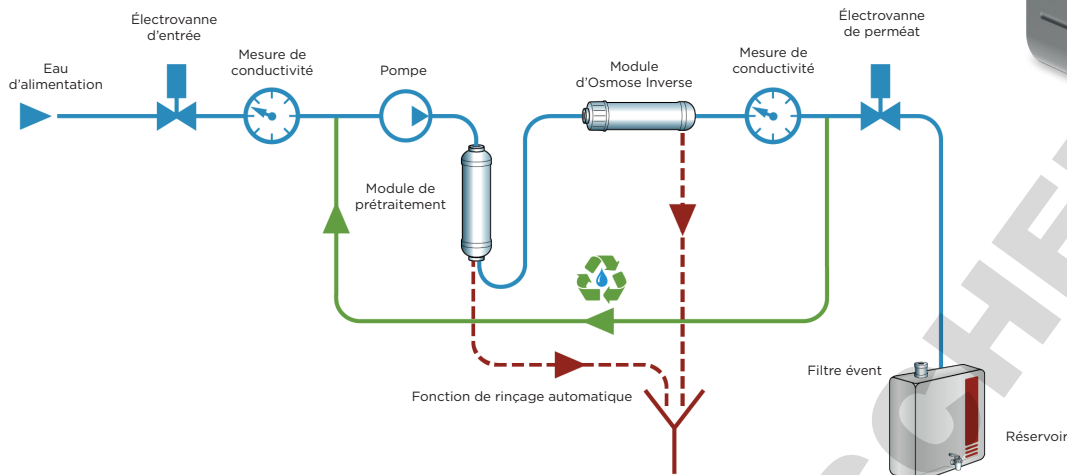 Électrovanne
d'entrée
Électrovanne
de perméat
Eau
d'alimentation
Mesure de
conductivité
Pompe
Module
d'Osmose Inverse
Mesure de
conductivité
Module de
prétraitement
Filtre évent
Fonction de rinçage automatique
Réservoir